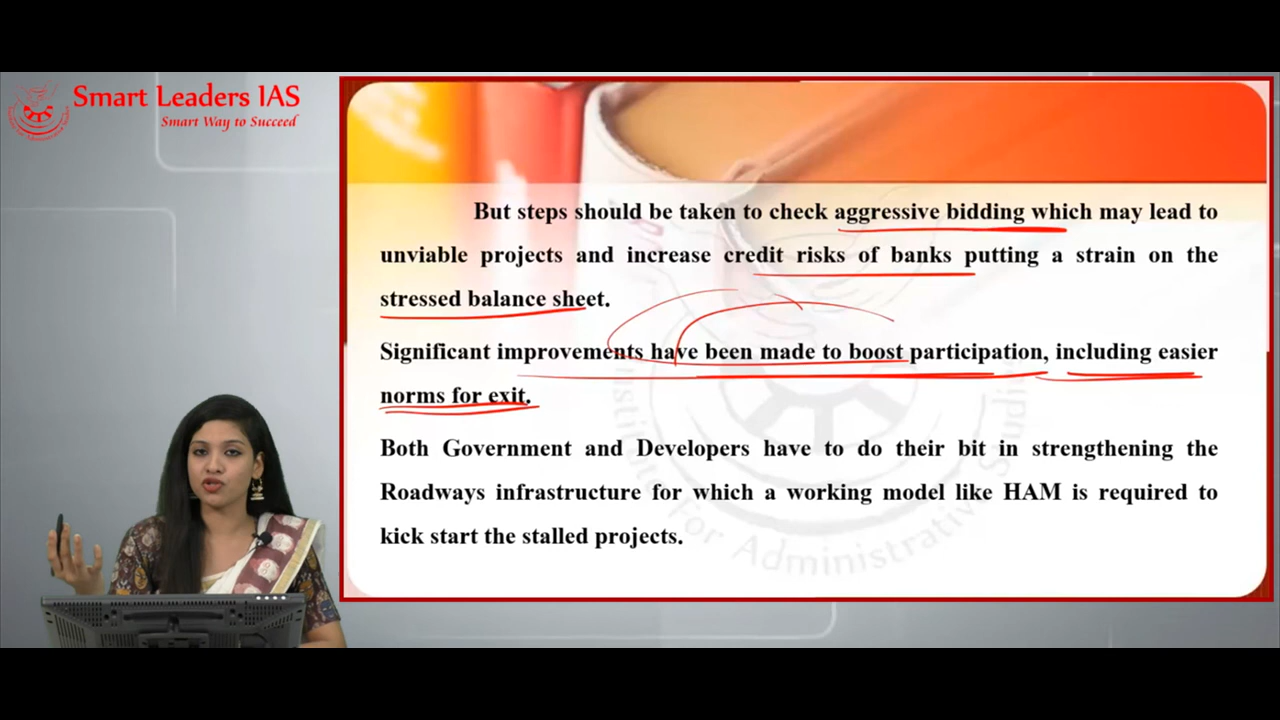 Smart Leaders IAS
Smart Way to Succeed
But steps should be taken to check aggressive bidding which may lead to
unviable projects and increase credit risks of banks putting a strain on the
stressed balance sheet.
Significant improvements have been made to boost participation, including easier
norms for exit.
Both Government and Developers have to do their bit in strengthening the
Roadways infrastructure for which a working model like HAM is required to
kick start the stalled projects.